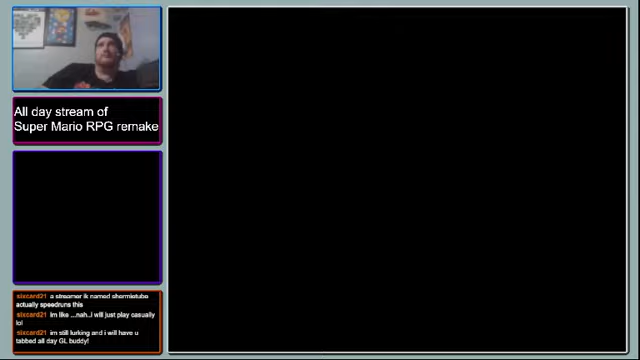 All day stream of
Super Mario RPG remake
sixcard21 a streamer ik named shermietube
actually speedruns this
sixcard21 im like ...nah..i will just play casually
lol
sixcard21 im still lurking and i will have u
tabbed all day GL buddy!